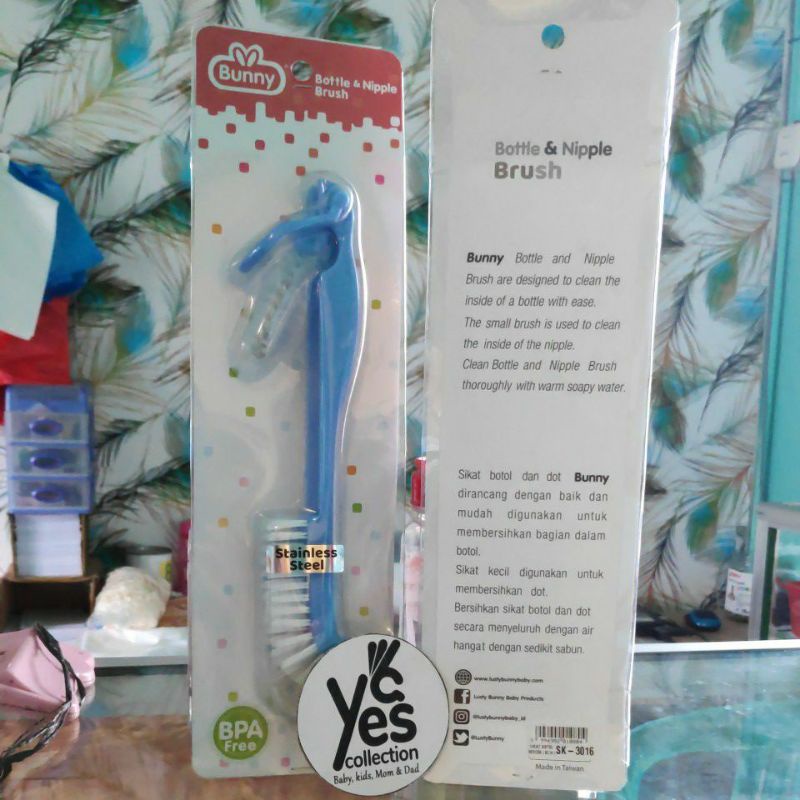 Bunny
Bottle & Nipple
Brush
Stainless
Steel
BPA
Free
YCYes
collection
Baby, kids, Mom & Dad
Bottle & Nipple
Brush
Bunny Bottle and Nipple
Brush are designed to clean the
inside of a bottle with ease.
The small brush is used to clean
the inside of the nipple.
Clean Bottle and Nipple Brush
thoroughly with warm soapy water.
Sikat botol dan dot Bunny
dirancang dengan baik dan
mudah digunakan untuk
membersihkan bagian dalam
botol.
Sikat kecil digunakan untuk
membersihkan dot.
Bersihkan sikat botol dan dot
secara menyeluruh dengan air
hangat dengan sedikit sabun.
www.lustybunnybaby.com
Lusty Bunny Baby Products
@lustybunnybaby_id
@LustyBunny
SK - 3016
Made in Taiwan